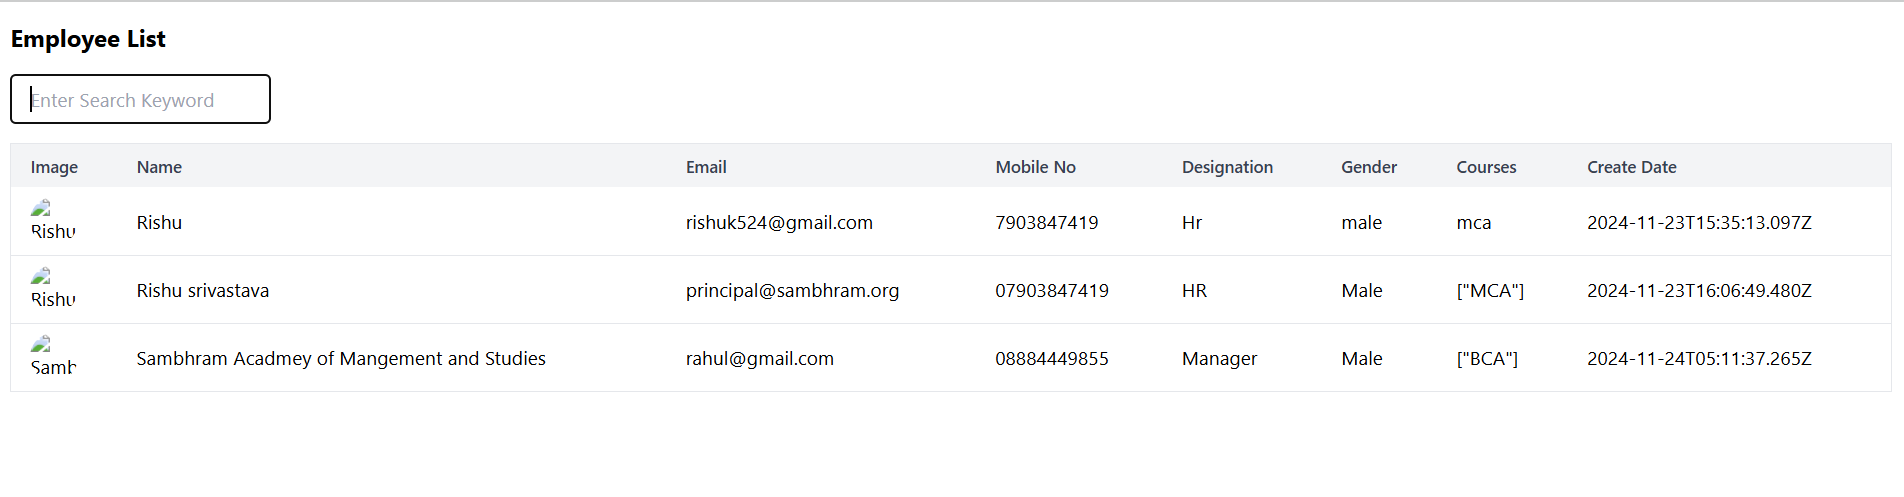 Employee List
Enter Search Keyword
Image Name Email Mobile No Designation Gender Courses Create Date
Rishu Rishu rishuk524@gmail.com 7903847419 Hr male mca 2024-11-23T15:35:13.097Z
Rishu Rishu srivastava principal@sambhram.org 07903847419 HR Male ["MCA"] 2024-11-23T16:06:49.480Z
Samb Sambhram Acadmey of Mangement and Studies rahul@gmail.com 08884449855 Manager Male ["BCA"] 2024-11-24T05:11:37.265Z